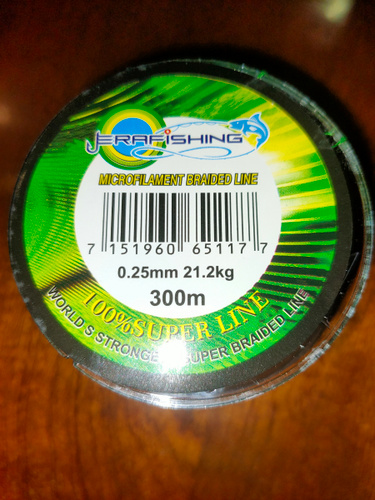 JERAFISHING
MICROFILAMENT BRAIDED LINE
7 151960 65117 7
0.25mm 21.2kg
300m
100%SUPER LINE
WORLD S STRONGE SUPER BRAIDED LINE